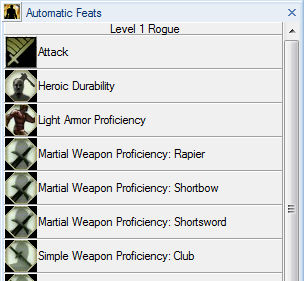 Automatic Feats
Level 1 Rogue
Attack
Heroic Durability
Light Armor Proficiency
Martial Weapon Proficiency: Rapier
Martial Weapon Proficiency: Shortbow
Martial Weapon Proficiency: Shortsword
Simple Weapon Proficiency: Club